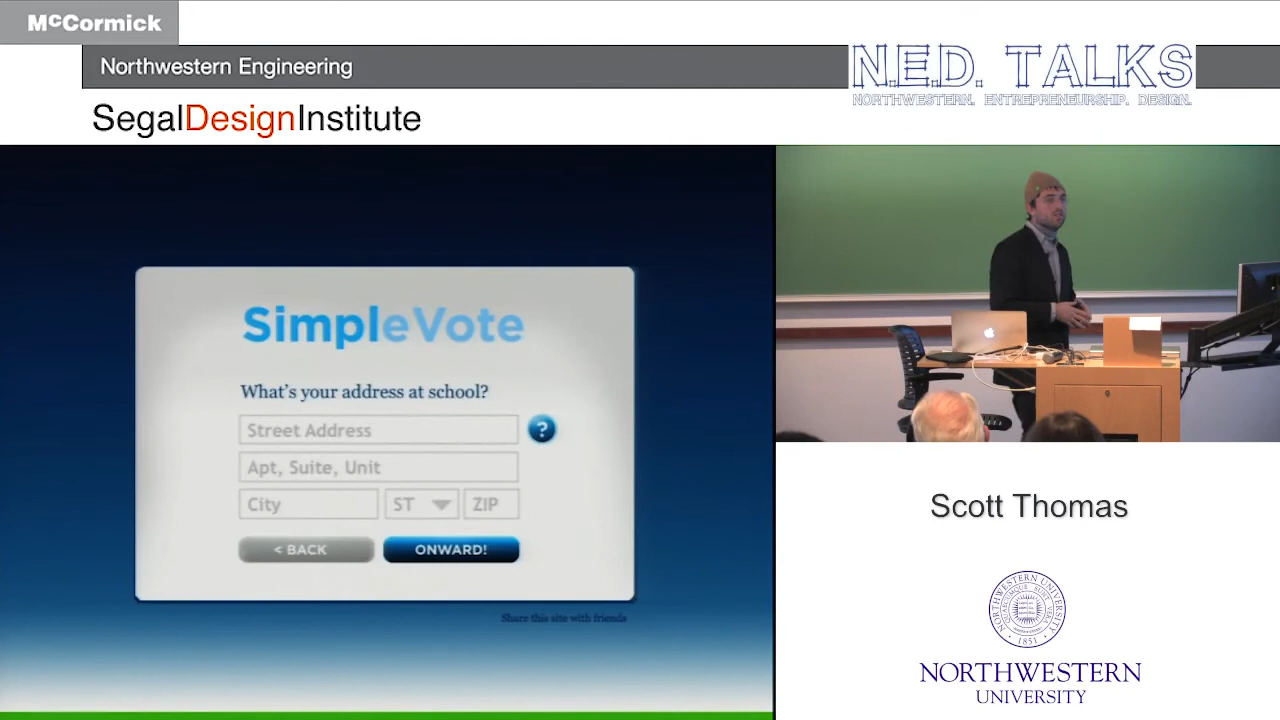 McCormick
Northwestern Engineering
N.E.D. TALKS
NORTHWESTERN. ENTREPRENEURSHIP. DESIGN.
SegalDesignInstitute
SimpleVote
What's your address at school?
Street Address
?
Apt, Suite, Unit
City
ST
ZIP
< BACK
ONWARD!
Share this site with friends
Scott Thomas
1851
NORTHWESTERN
UNIVERSITY